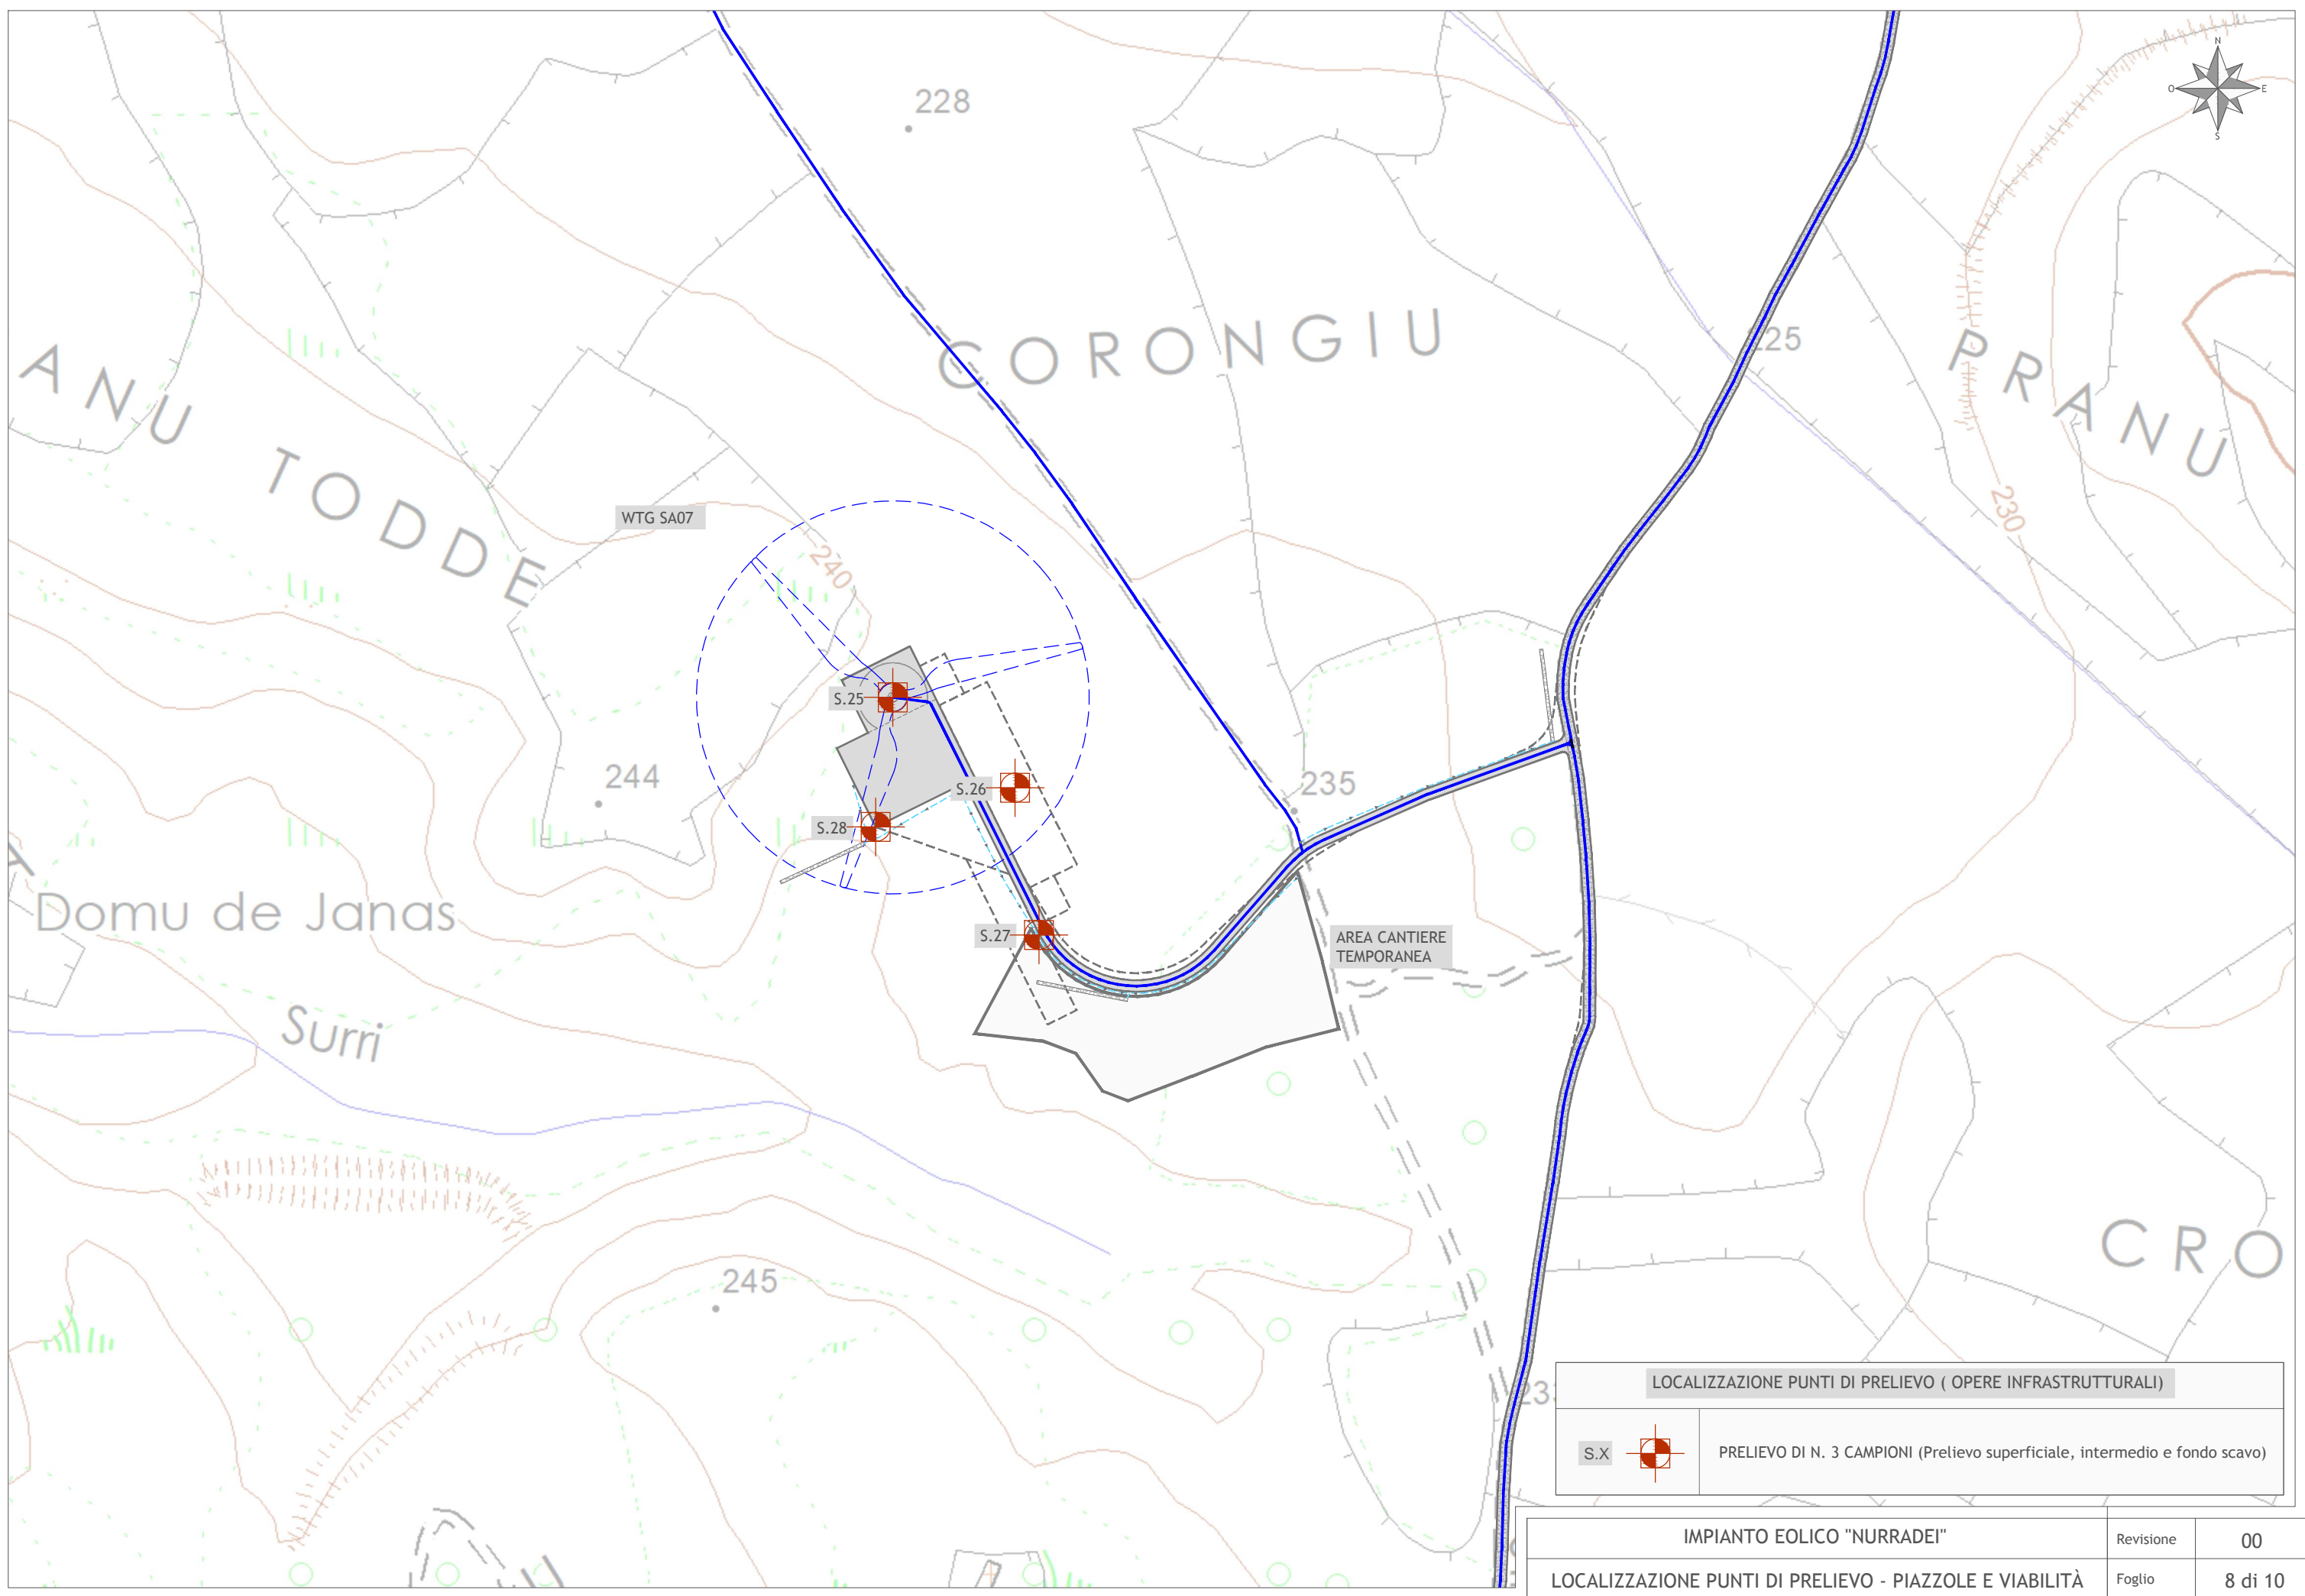 N
O
E
S
228
CORONGIU
225
PRANU
ANU TODDE
WTG SA07
240
230
S.25
244
S.26
235
S.28
Domu de Janas
S.27
AREA CANTIERE
TEMPORANEA
Surri
CRO
245
LOCALIZZAZIONE PUNTI DI PRELIEVO ( OPERE INFRASTRUTTURALI)
S.X
PRELIEVO DI N. 3 CAMPIONI (Prelievo superficiale, intermedio e fondo scavo)
IMPIANTO EOLICO "NURRADEI"
Revisione
00
LOCALIZZAZIONE PUNTI DI PRELIEVO - PIAZZOLE E VIABILITÀ
Foglio
8 di 10